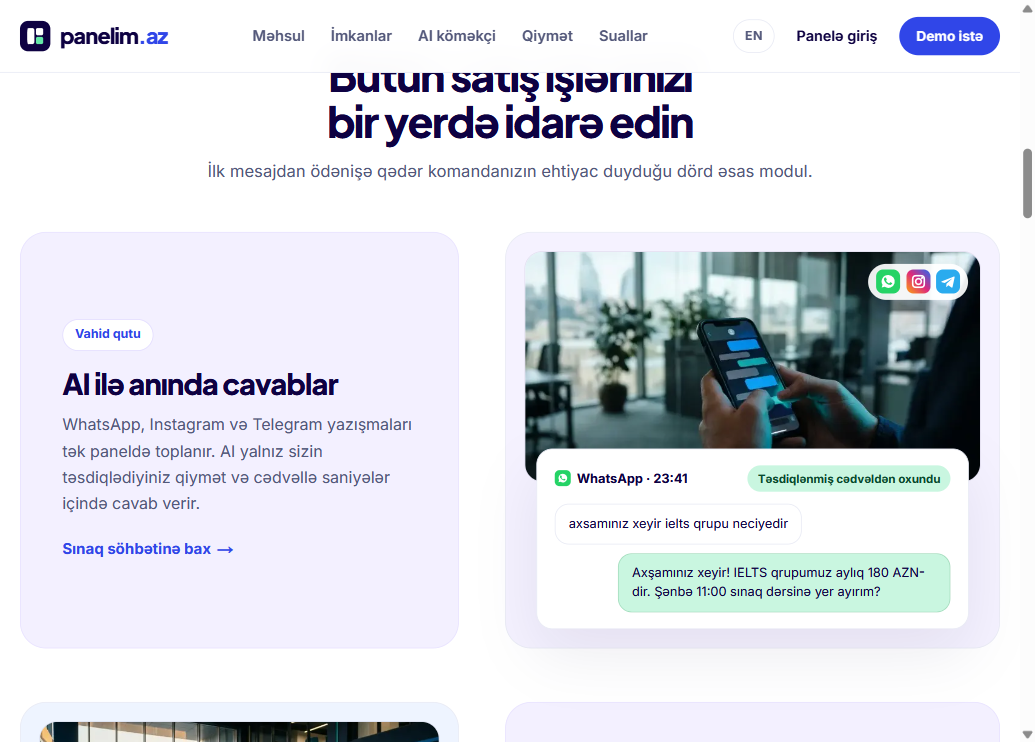 panelim.az
Məhsul
İmkanlar
AI köməkçi
Qiymət
Suallar
EN
Panelə giriş
Demo istə
Bütün satış işlərinizi
bir yerdə idarə edin
İlk mesajdan ödənişə qədər komandanızın ehtiyac duyduğu dörd əsas modul.
Vahid qutu
AI ilə anında cavablar
WhatsApp, Instagram və Telegram yazışmaları
tək paneldə toplanır. AI yalnız sizin
təsdiqlədiyiniz qiymət və cədvəllə saniyələr
içində cavab verir.
Sınaq söhbətinə bax →
WhatsApp · 23:41
Təsdiqlənmiş cədvəldən oxundu
axsamınız xeyir ielts qrupu neciyedir
Axşamınız xeyir! IELTS qrupumuz aylıq 180 AZN-
dir. Şənbə 11:00 sınaq dərsinə yer ayırım?